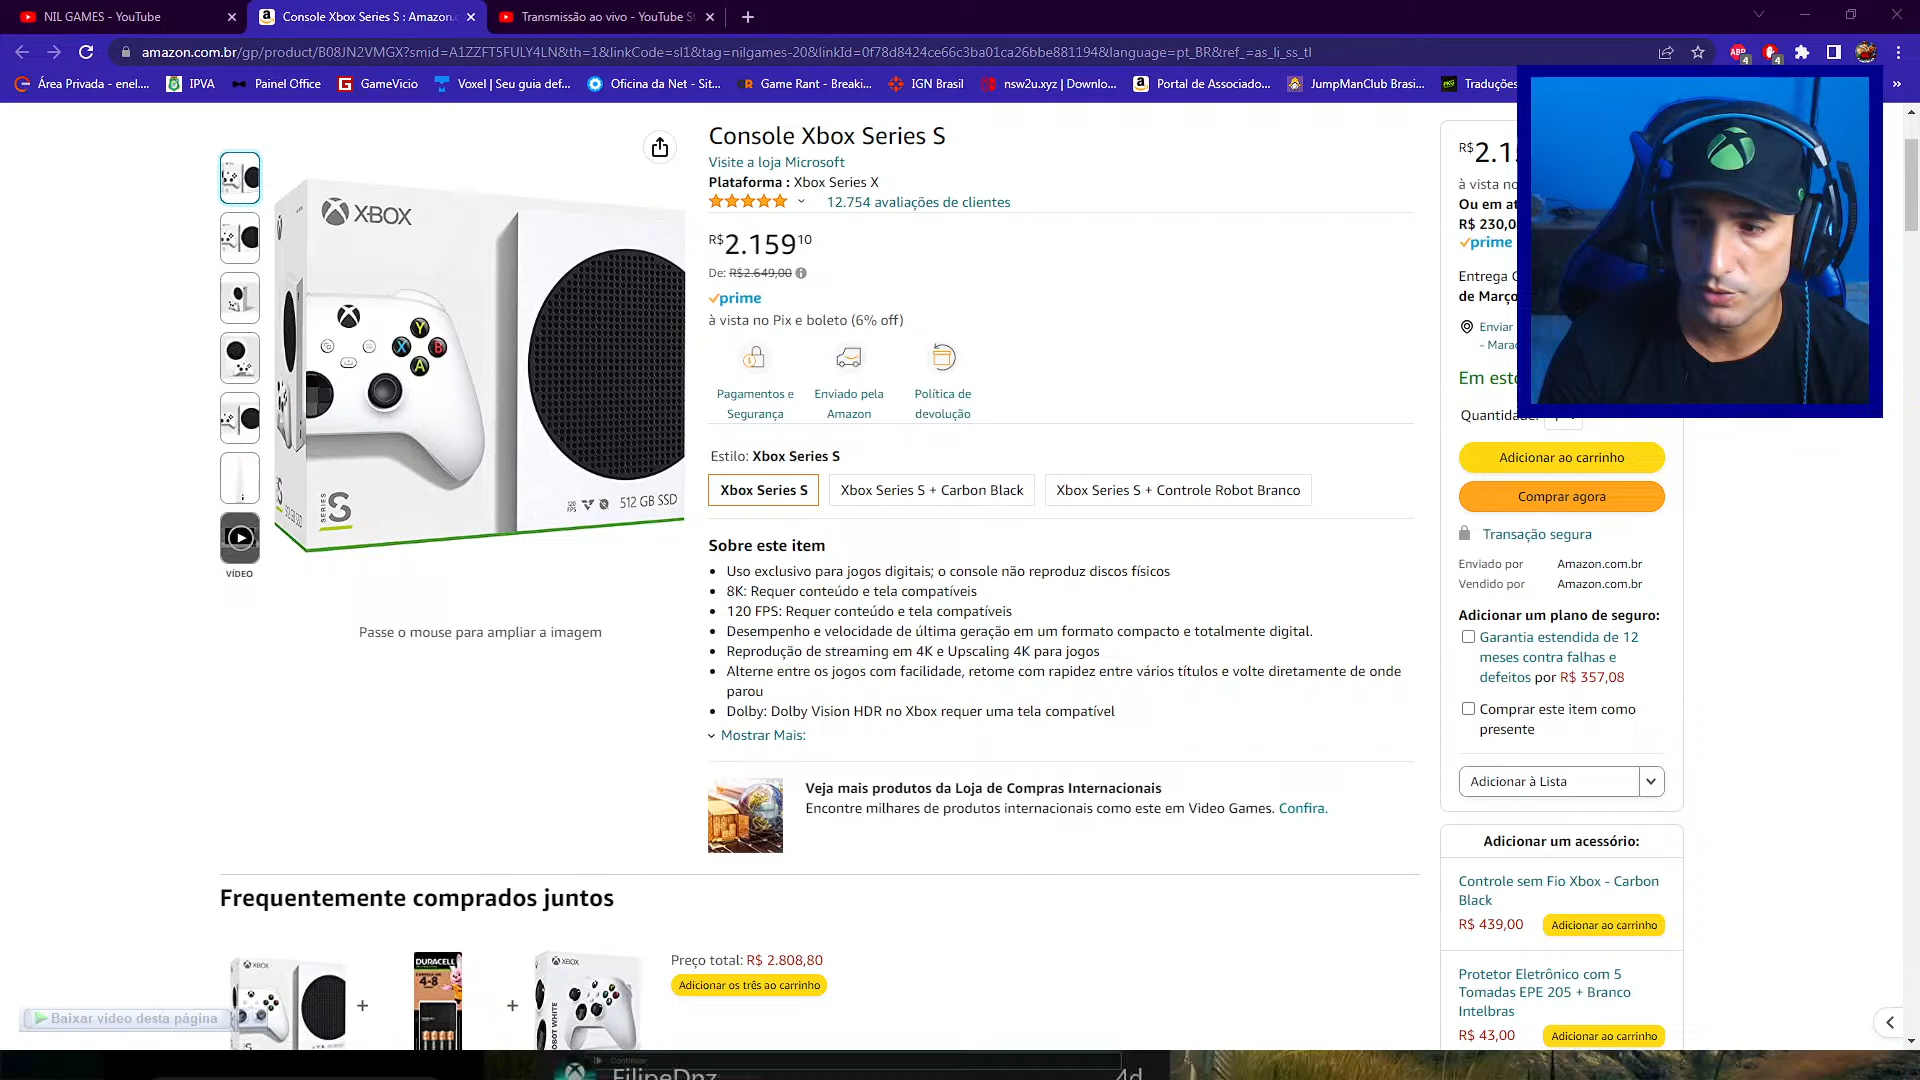 NIL GAMES - YouTube
Console Xbox Series S : Amazon.c
Transmissão ao vivo - YouTube St
amazon.com.br/gp/product/B08JN2VMGX?smid=A1ZZFT5FULY4LN&th=1&linkCode=sl1&tag=nilgames-20&linkId=0f78d8424ce66c3ba01ca26bbe881194&language=pt_BR&ref_=as_li_ss_tl
Área Privada - enel....
IPVA
Painel Office
GameVicio
Voxel | Seu guia def...
Oficina da Net - Sit...
Game Rant - Breaki...
IGN Brasil
nsw2u.xyz | Downlo...
Portal de Associado...
JumpManClub Brasi...
Traduções
XBOX
SERIES S
512 GB SSD
VÍDEO
Passe o mouse para ampliar a imagem
Console Xbox Series S
Visite a loja Microsoft
Plataforma : Xbox Series X
12.754 avaliações de clientes
R$2.15910
De: R$2.649,00
prime
à vista no Pix e boleto (6% off)
Pagamentos e Segurança
Enviado pela Amazon
Política de devolução
Estilo: Xbox Series S
Xbox Series S
Xbox Series S + Carbon Black
Xbox Series S + Controle Robot Branco
Sobre este item
Uso exclusivo para jogos digitais; o console não reproduz discos físicos
8K: Requer conteúdo e tela compatíveis
120 FPS: Requer conteúdo e tela compatíveis
Desempenho e velocidade de última geração em um formato compacto e totalmente digital.
Reprodução de streaming em 4K e Upscaling 4K para jogos
Alterne entre os jogos com facilidade, retome com rapidez entre vários títulos e volte diretamente de onde
parou
Dolby: Dolby Vision HDR no Xbox requer uma tela compatível
Mostrar Mais:
Veja mais produtos da Loja de Compras Internacionais
Encontre milhares de produtos internacionais como este em Video Games. Confira.
R$2.1
à vista no
Ou em at
R$ 230,0
prime
Entrega
de Março
Enviar
- Mara
Em esto
Quantidade:
Adicionar ao carrinho
Comprar agora
Transação segura
Enviado por Amazon.com.br
Vendido por Amazon.com.br
Adicionar um plano de seguro:
Garantia estendida de 12
meses contra falhas e
defeitos por R$ 357,08
Comprar este item como
presente
Adicionar à Lista
Adicionar um acessório:
Controle sem Fio Xbox - Carbon
Black
R$ 439,00
Adicionar ao carrinho
Protetor Eletrônico com 5
Tomadas EPE 205 + Branco
Intelbras
R$ 43,00
Adicionar ao carrinho
Frequentemente comprados juntos
XBOX
DURACELL
4-8
XBOX
ROBOT WHITE
Preço total: R$ 2.808,80
Adicionar os três ao carrinho
Baixar vídeo desta página
Continuar
FilipeDnz
4d